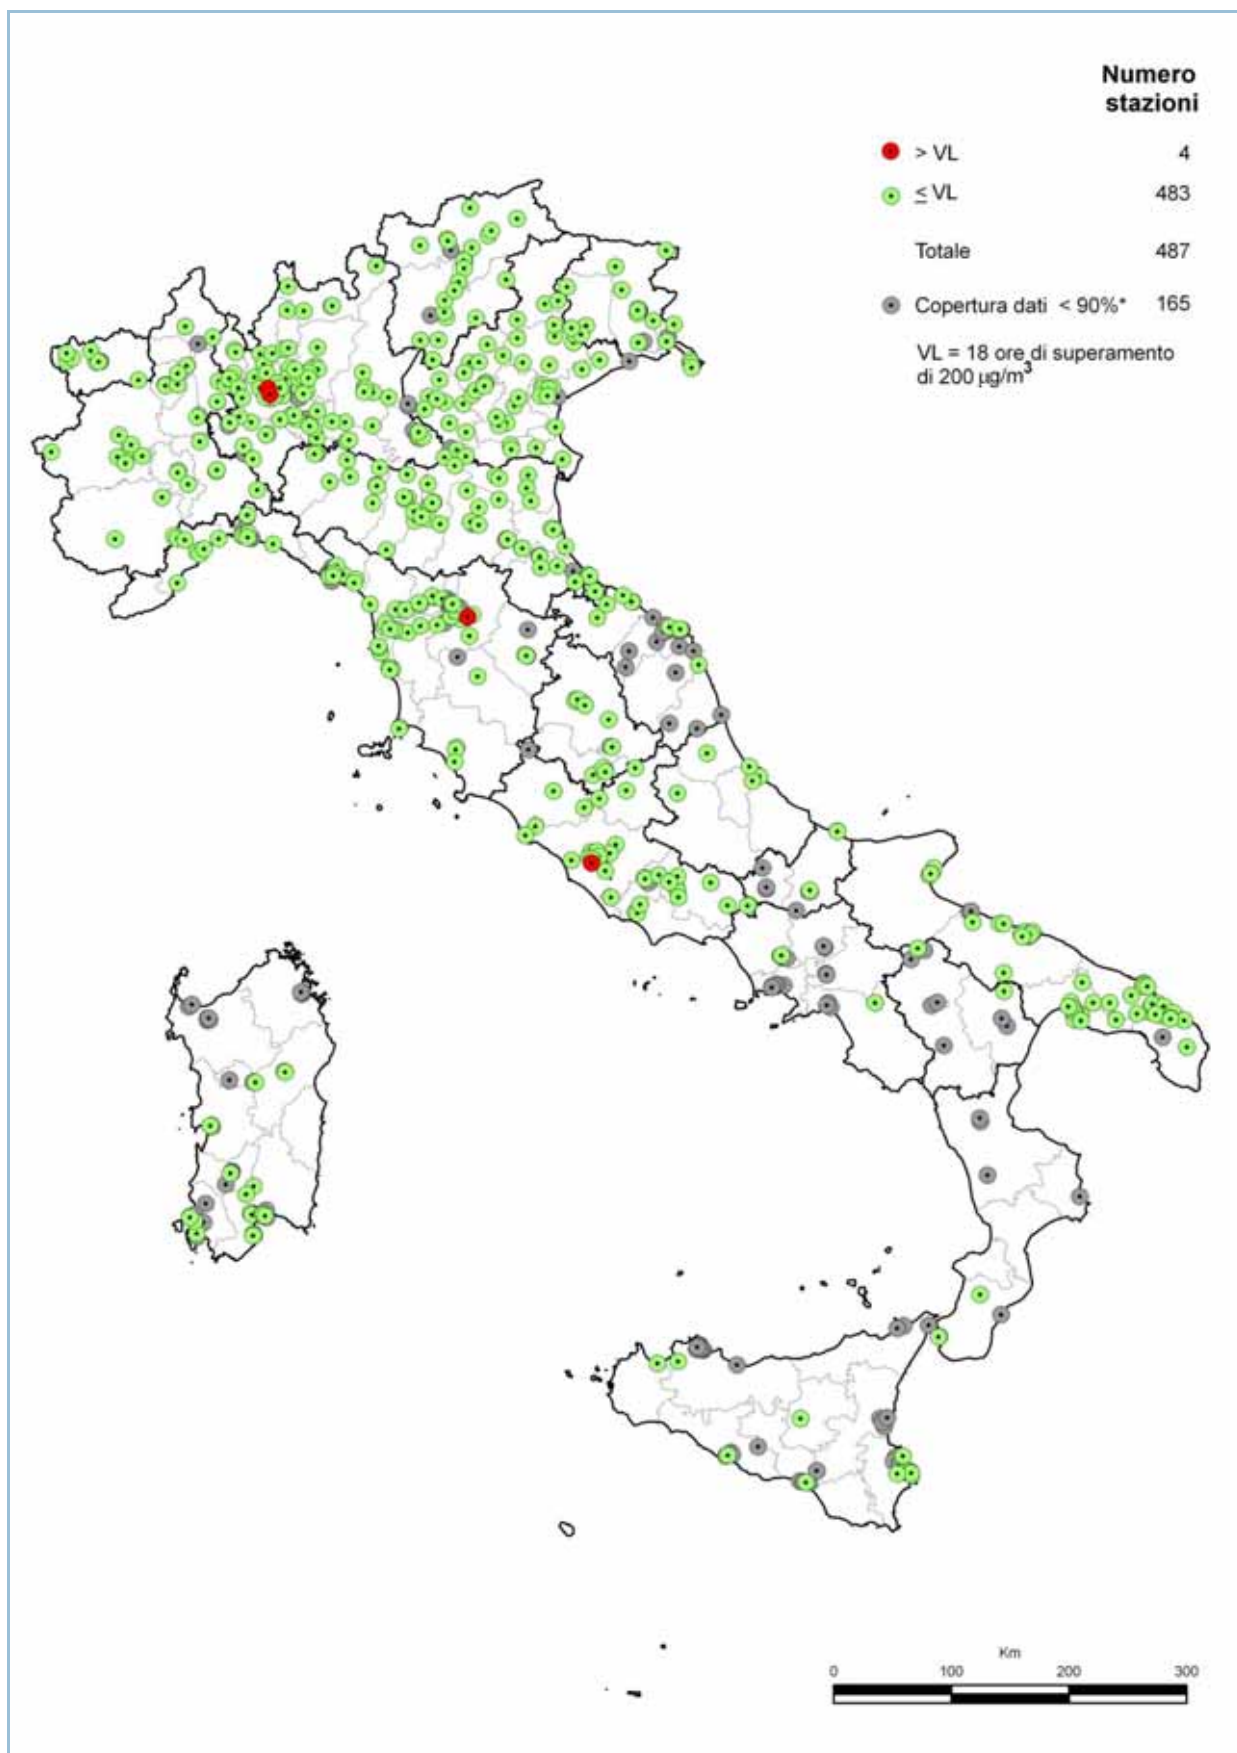 Numero
stazioni
> VL 4
≤ VL 483
Totale 487
Copertura dati < 90%* 165
VL = 18 ore di superamento
di 200 µg/m³
Km
0 100 200 300